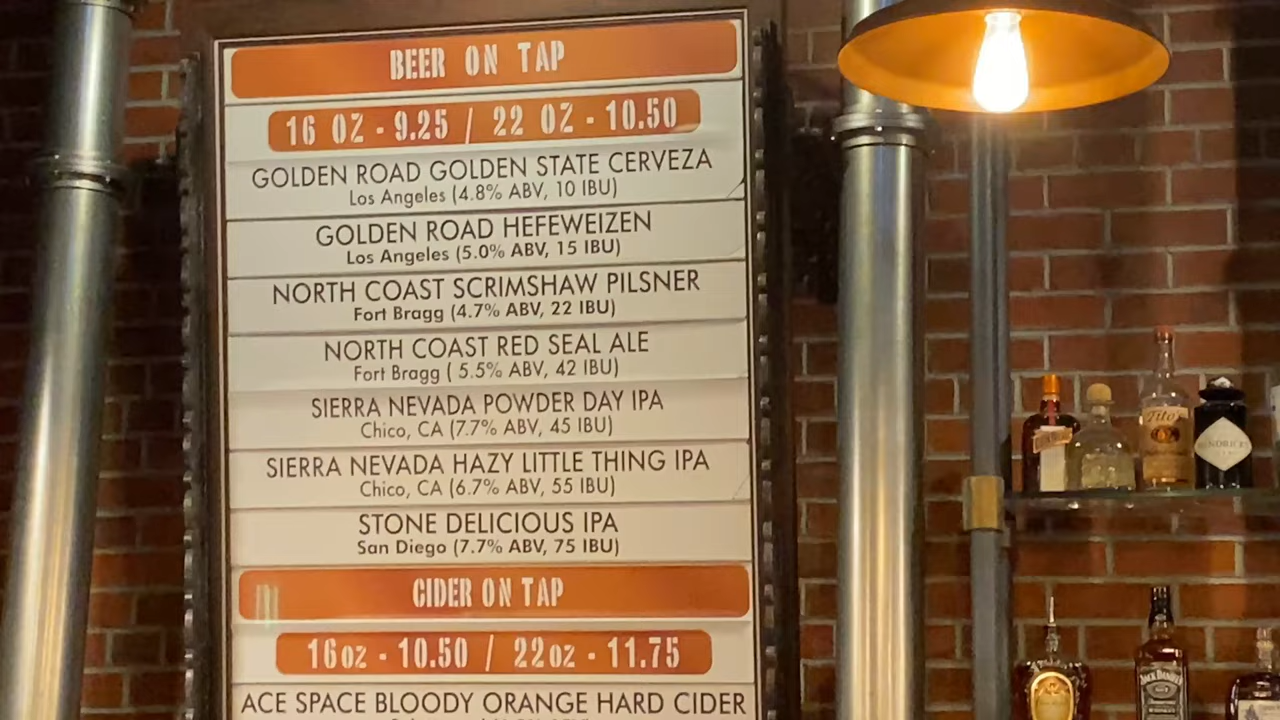 BEER ON TAP
16 OZ - 9.25 / 22 OZ - 10.50
GOLDEN ROAD GOLDEN STATE CERVEZA
Los Angeles (4.8% ABV, 10 IBU)
GOLDEN ROAD HEFEWEIZEN
Los Angeles (5.0% ABV, 15 IBU)
NORTH COAST SCRIMSHAW PILSNER
Fort Bragg (4.7% ABV, 22 IBU)
NORTH COAST RED SEAL ALE
Fort Bragg ( 5.5% ABV, 42 IBU)
SIERRA NEVADA POWDER DAY IPA
Chico, CA (7.7% ABV, 45 IBU)
SIERRA NEVADA HAZY LITTLE THING IPA
Chico, CA (6.7% ABV, 55 IBU)
STONE DELICIOUS IPA
San Diego (7.7% ABV, 75 IBU)
CIDER ON TAP
16oz - 10.50 / 22oz - 11.75
ACE SPACE BLOODY ORANGE HARD CIDER
Tito's
HENDRICK'S
JACK DANIEL'S